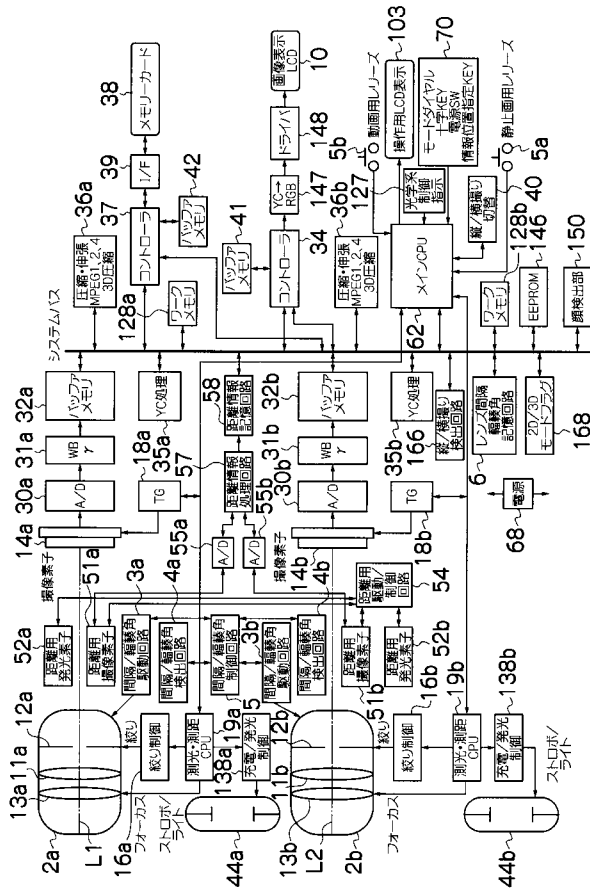 2a
13a
11a
12a
L1
16a
フォーカス
絞り
絞り制御
ストロボ/
ライト
測光・測距
CPU
19a
138a
充電/発光
制御
5
44a
52a
距離用
発光素子
51a
距離用
撮像素子
3a
間隔/輻輳角
駆動回路
4a
間隔/輻輳角
検出回路
間隔/輻輳角
制御回路
3b
間隔/輻輳角
駆動回路
4b
間隔/輻輳角
検出回路
撮像素子
14a
30a
A/D
31a
WB
γ
32a
バッファ
メモリ
18a
TG
35a
YC処理
55a
A/D
A/D
55b
57
距離情報
処理回路
58
距離情報
記憶回路
システムバス
36a
圧縮・伸張
MPEG1、2、4
3D圧縮
37
コントローラ
39
I/F
38
メモリーカード
42
バッファ
メモリ
128a
ワーク
メモリ
41
バッファ
メモリ
34
コントローラ
147
YC→
RGB
148
ドライバ
10
画像表示
LCD
36b
圧縮・伸張
MPEG1、2、4
3D圧縮
L2
13b
11b
12b
2b
フォーカス
絞り
絞り制御
16b
測光・測距
CPU
19b
138b
充電/発光
制御
ストロボ/
ライト
44b
51b
距離用
撮像素子
52b
距離用
発光素子
54
距離用
駆動/
制御
回路
撮像素子
14b
30b
A/D
31b
WB
γ
32b
バッファ
メモリ
18b
TG
35b
YC処理
166
縦/横撮り
検出回路
62
メインCPU
127
光学系
制御
指示
5b
動画用レリーズ
103
操作用LCD表示
70
モードダイヤル
十字KEY
電源SW
情報位置指定KEY
5a
静止画用レリーズ
40
縦/横撮り
切替
68
電源
6
レンズ間隔
輻輳角
記憶回路
168
2D/3D
モードフラグ
128b
ワーク
メモリ
146
EEPROM
150
顔検出部